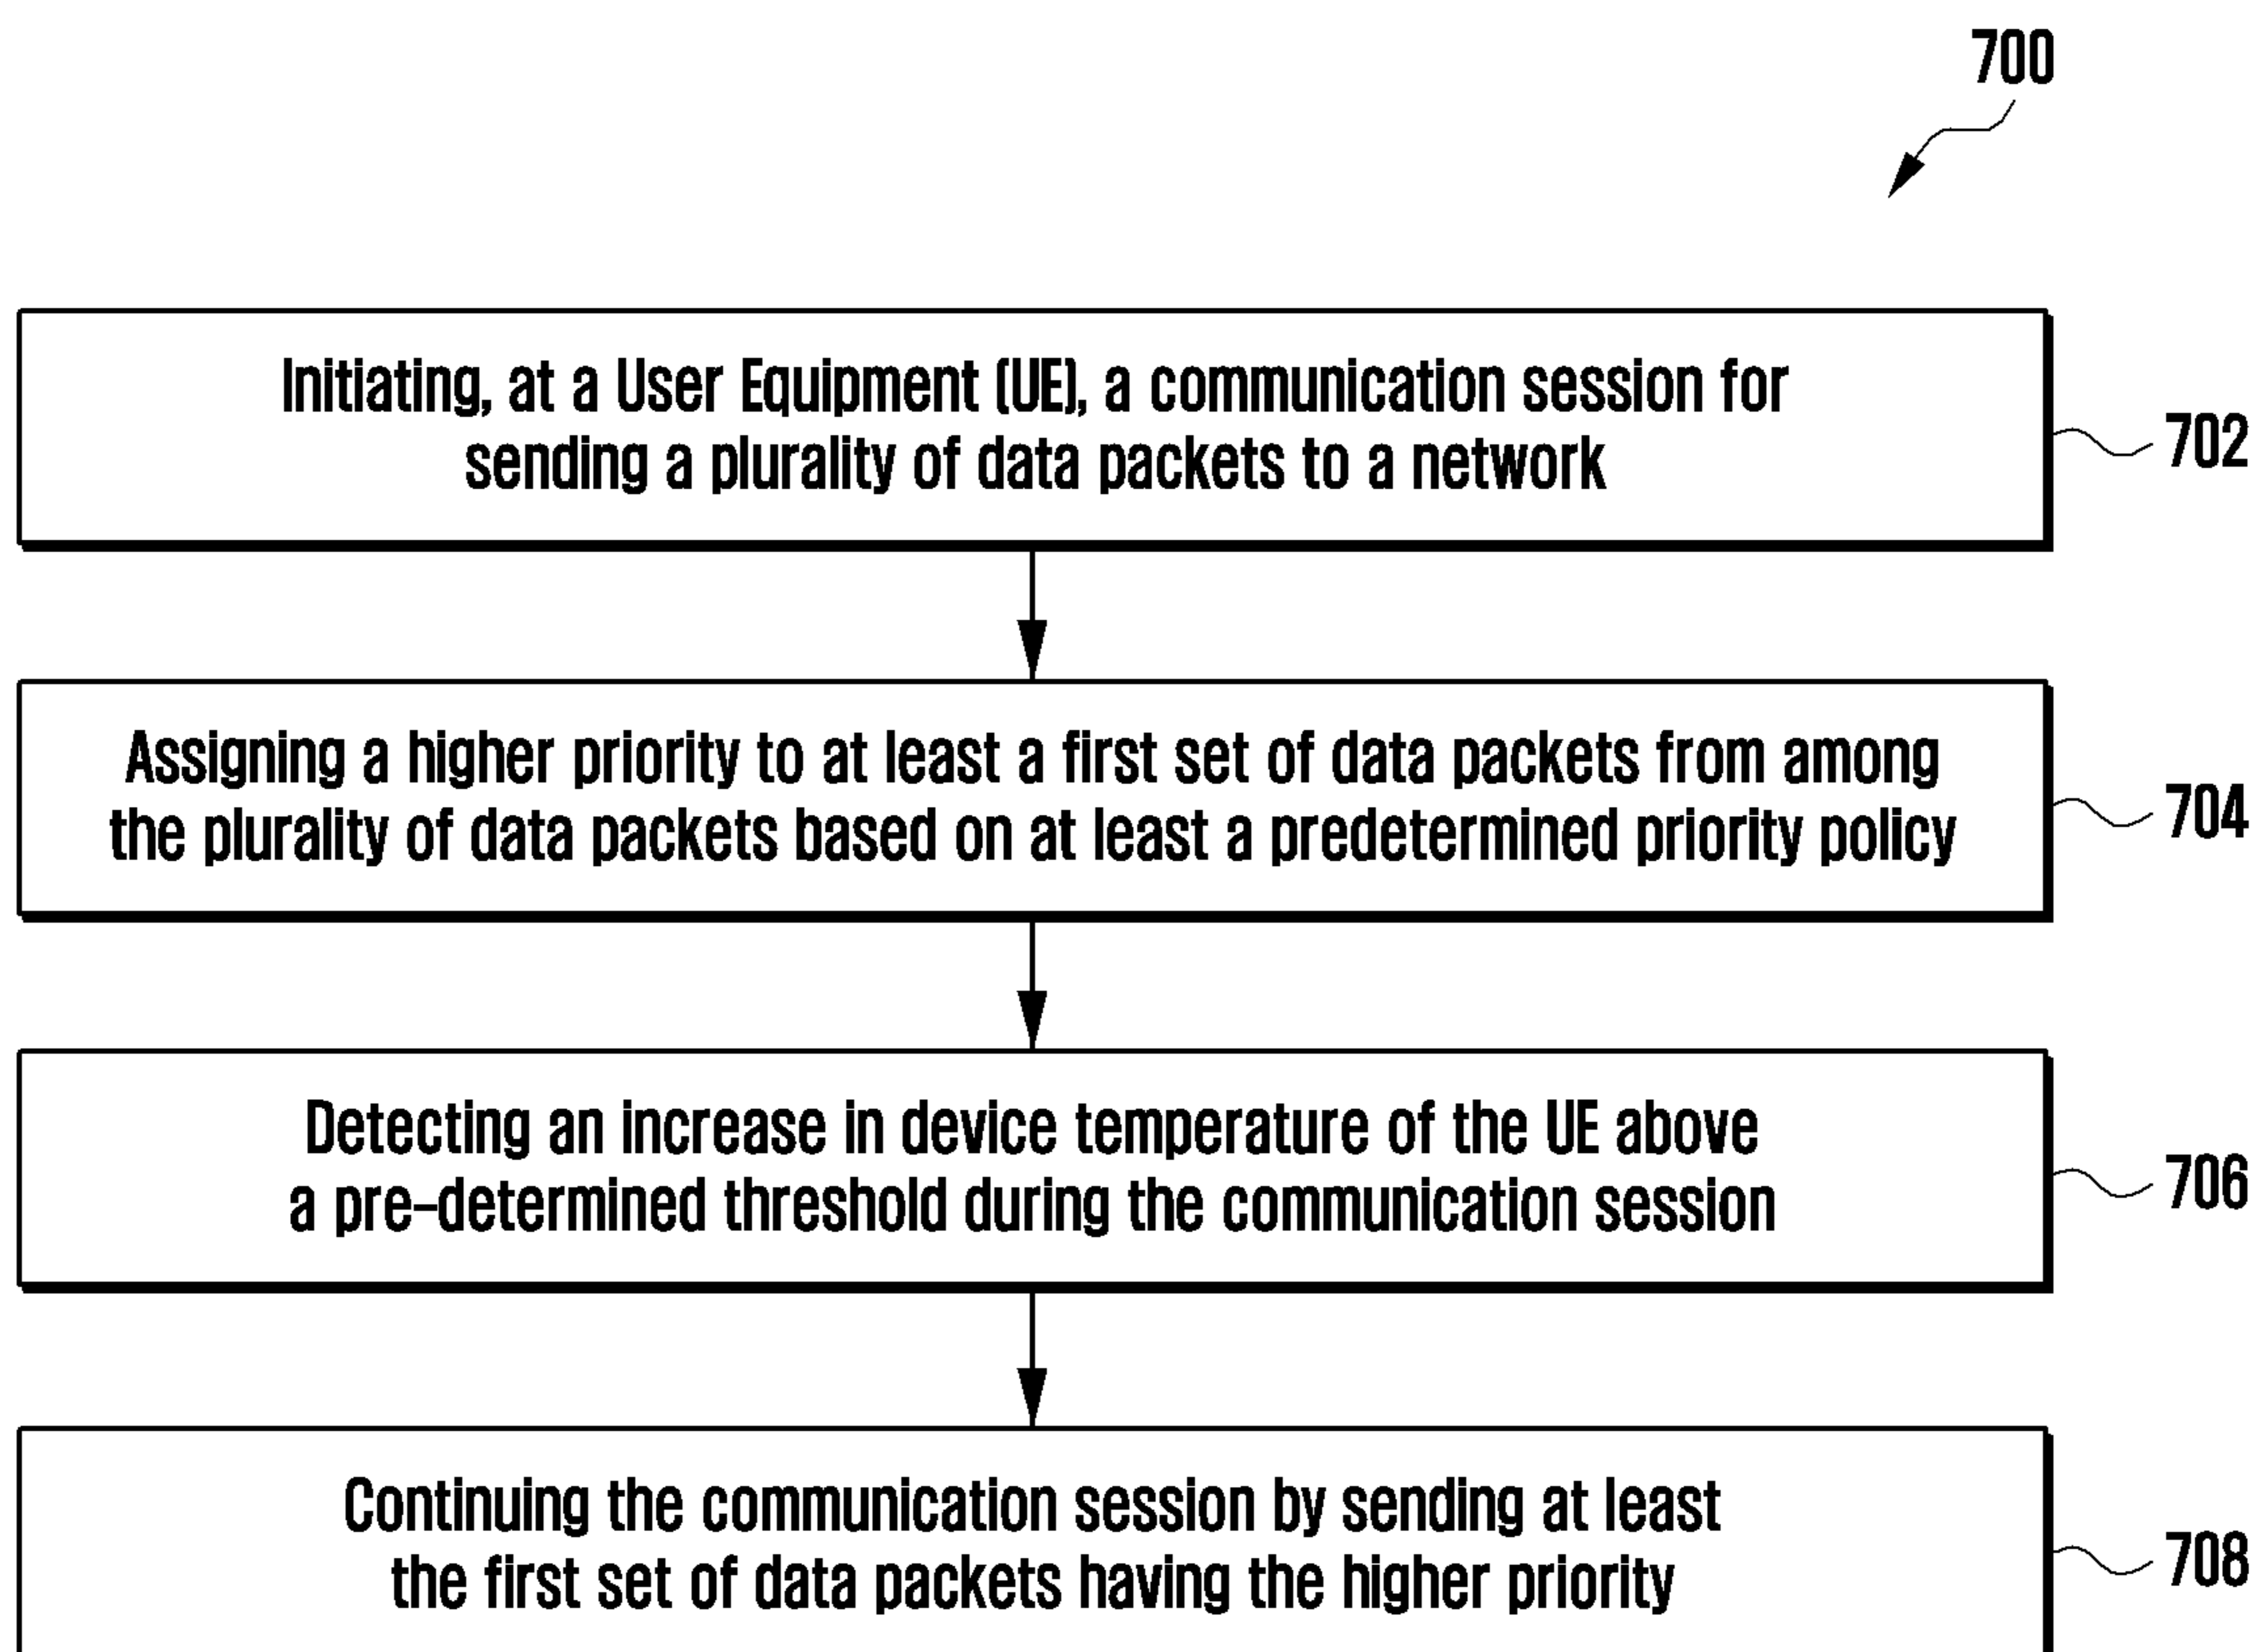 700
Initiating, at a User Equipment (UE), a communication session for
sending a plurality of data packets to a network
702
Assigning a higher priority to at least a first set of data packets from among
the plurality of data packets based on at least a predetermined priority policy
704
Detecting an increase in device temperature of the UE above
a pre-determined threshold during the communication session
706
Continuing the communication session by sending at least
the first set of data packets having the higher priority
708